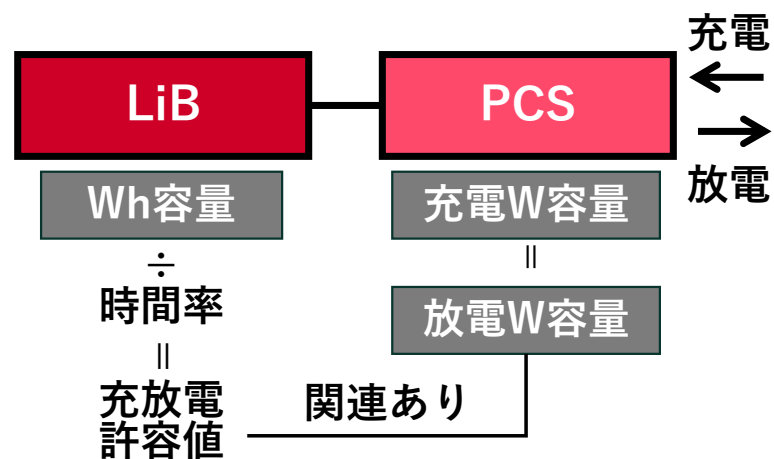 充電
LiB
PCS
放電
Wh容量
充電W容量
÷
=
時間率
放電W容量
=
充放電
許容値
関連あり